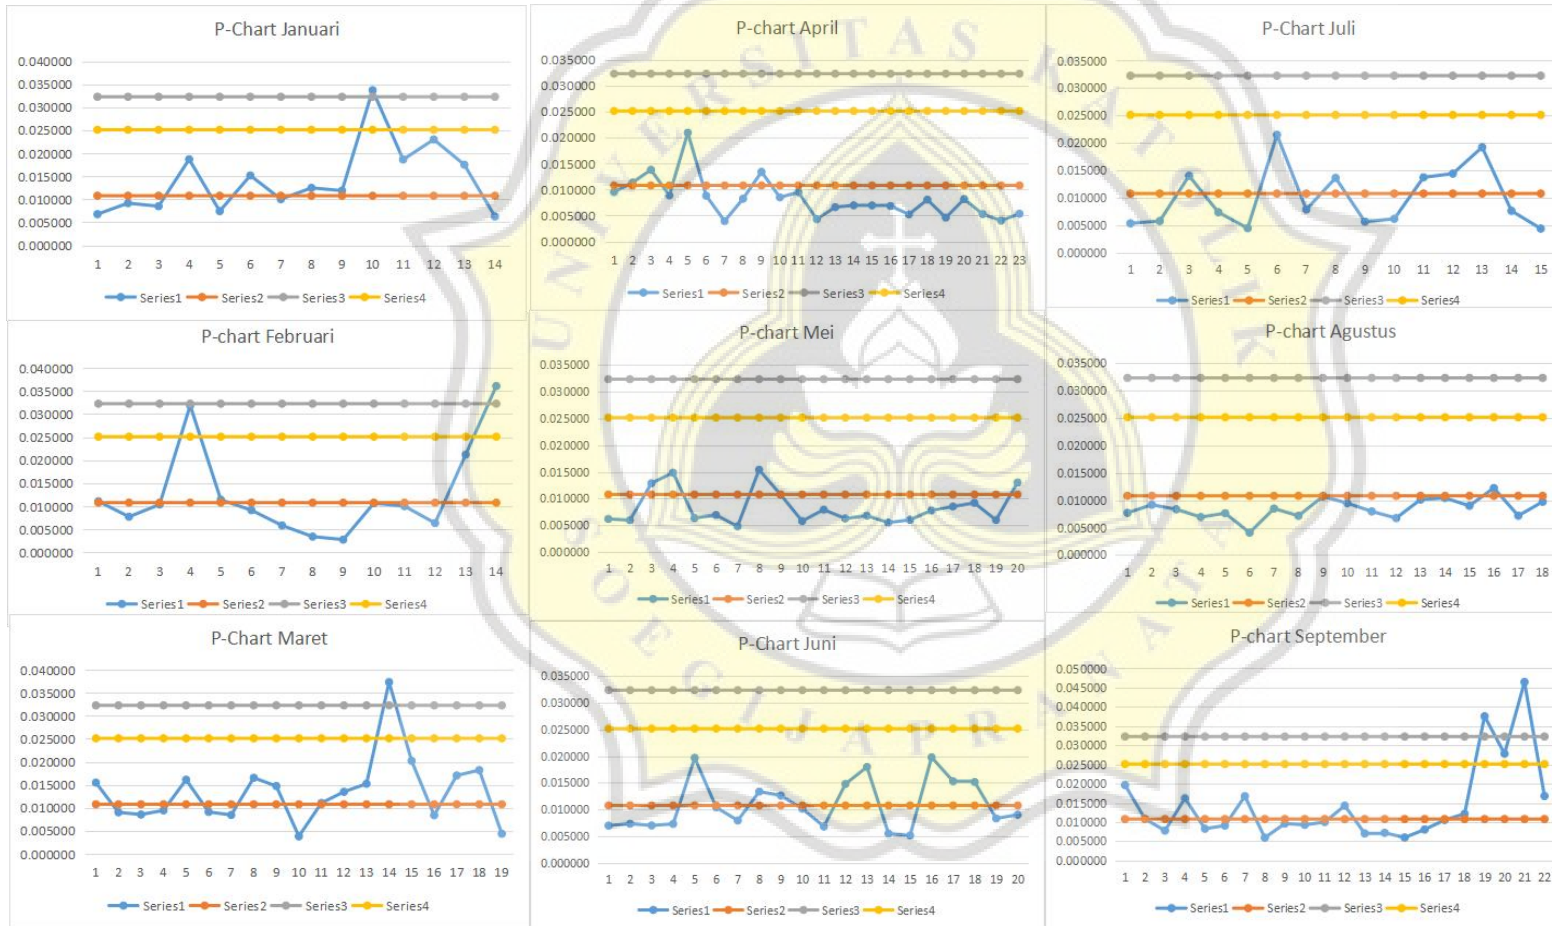 P-Chart Januari
0.040000
0.035000
0.030000
0.025000
0.020000
0.015000
0.010000
0.005000
0.000000
1 2 3 4 5 6 7 8 9 10 11 12 13 14
Series1 Series2 Series3 Series4
P-chart Februari
0.040000
0.035000
0.030000
0.025000
0.020000
0.015000
0.010000
0.005000
0.000000
1 2 3 4 5 6 7 8 9 10 11 12 13 14
Series1 Series2 Series3 Series4
P-Chart Maret
0.040000
0.035000
0.030000
0.025000
0.020000
0.015000
0.010000
0.005000
0.000000
1 2 3 4 5 6 7 8 9 10 11 12 13 14 15 16 17 18 19
Series1 Series2 Series3 Series4
P-chart April
0.035000
0.030000
0.025000
0.020000
0.015000
0.010000
0.005000
0.000000
1 2 3 4 5 6 7 8 9 10 11 12 13 14 15 16 17 18 19 20 21 22 23
Series1 Series2 Series3 Series4
P-chart Mei
0.035000
0.030000
0.025000
0.020000
0.015000
0.010000
0.005000
0.000000
1 2 3 4 5 6 7 8 9 10 11 12 13 14 15 16 17 18 19 20
Series1 Series2 Series3 Series4
P-Chart Juni
0.035000
0.030000
0.025000
0.020000
0.015000
0.010000
0.005000
0.000000
1 2 3 4 5 6 7 8 9 10 11 12 13 14 15 16 17 18 19 20
Series1 Series2 Series3 Series4
P-chart Juli
0.035000
0.030000
0.025000
0.020000
0.015000
0.010000
0.005000
0.000000
1 2 3 4 5 6 7 8 9 10 11 12 13 14 15
Series1 Series2 Series3 Series4
P-chart Agustus
0.035000
0.030000
0.025000
0.020000
0.015000
0.010000
0.005000
0.000000
1 2 3 4 5 6 7 8 9 10 11 12 13 14 15 16 17 18
Series1 Series2 Series3 Series4
P-chart September
0.050000
0.045000
0.040000
0.035000
0.030000
0.025000
0.020000
0.015000
0.010000
0.005000
0.000000
1 2 3 4 5 6 7 8 9 10 11 12 13 14 15 16 17 18 19 20 21 22
Series1 Series2 Series3 Series4
UNIVERSITAS KATOLIK
SOEGIJAPRANATA